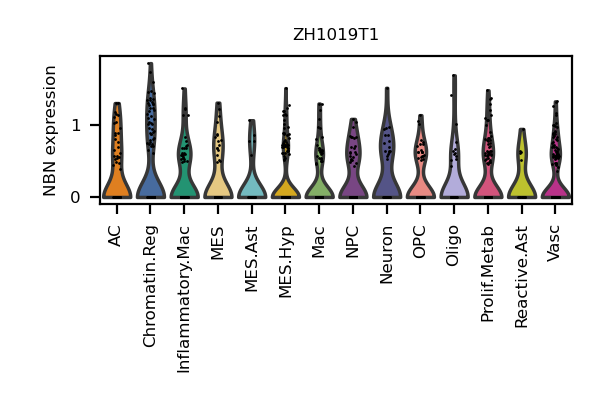 ZH1019T1
NBN expression
1
0
AC
Chromatin.Reg
Inflammatory.Mac
MES
MES.Ast
MES.Hyp
Mac
NPC
Neuron
OPC
Oligo
Prolif.Metab
Reactive.Ast
Vasc